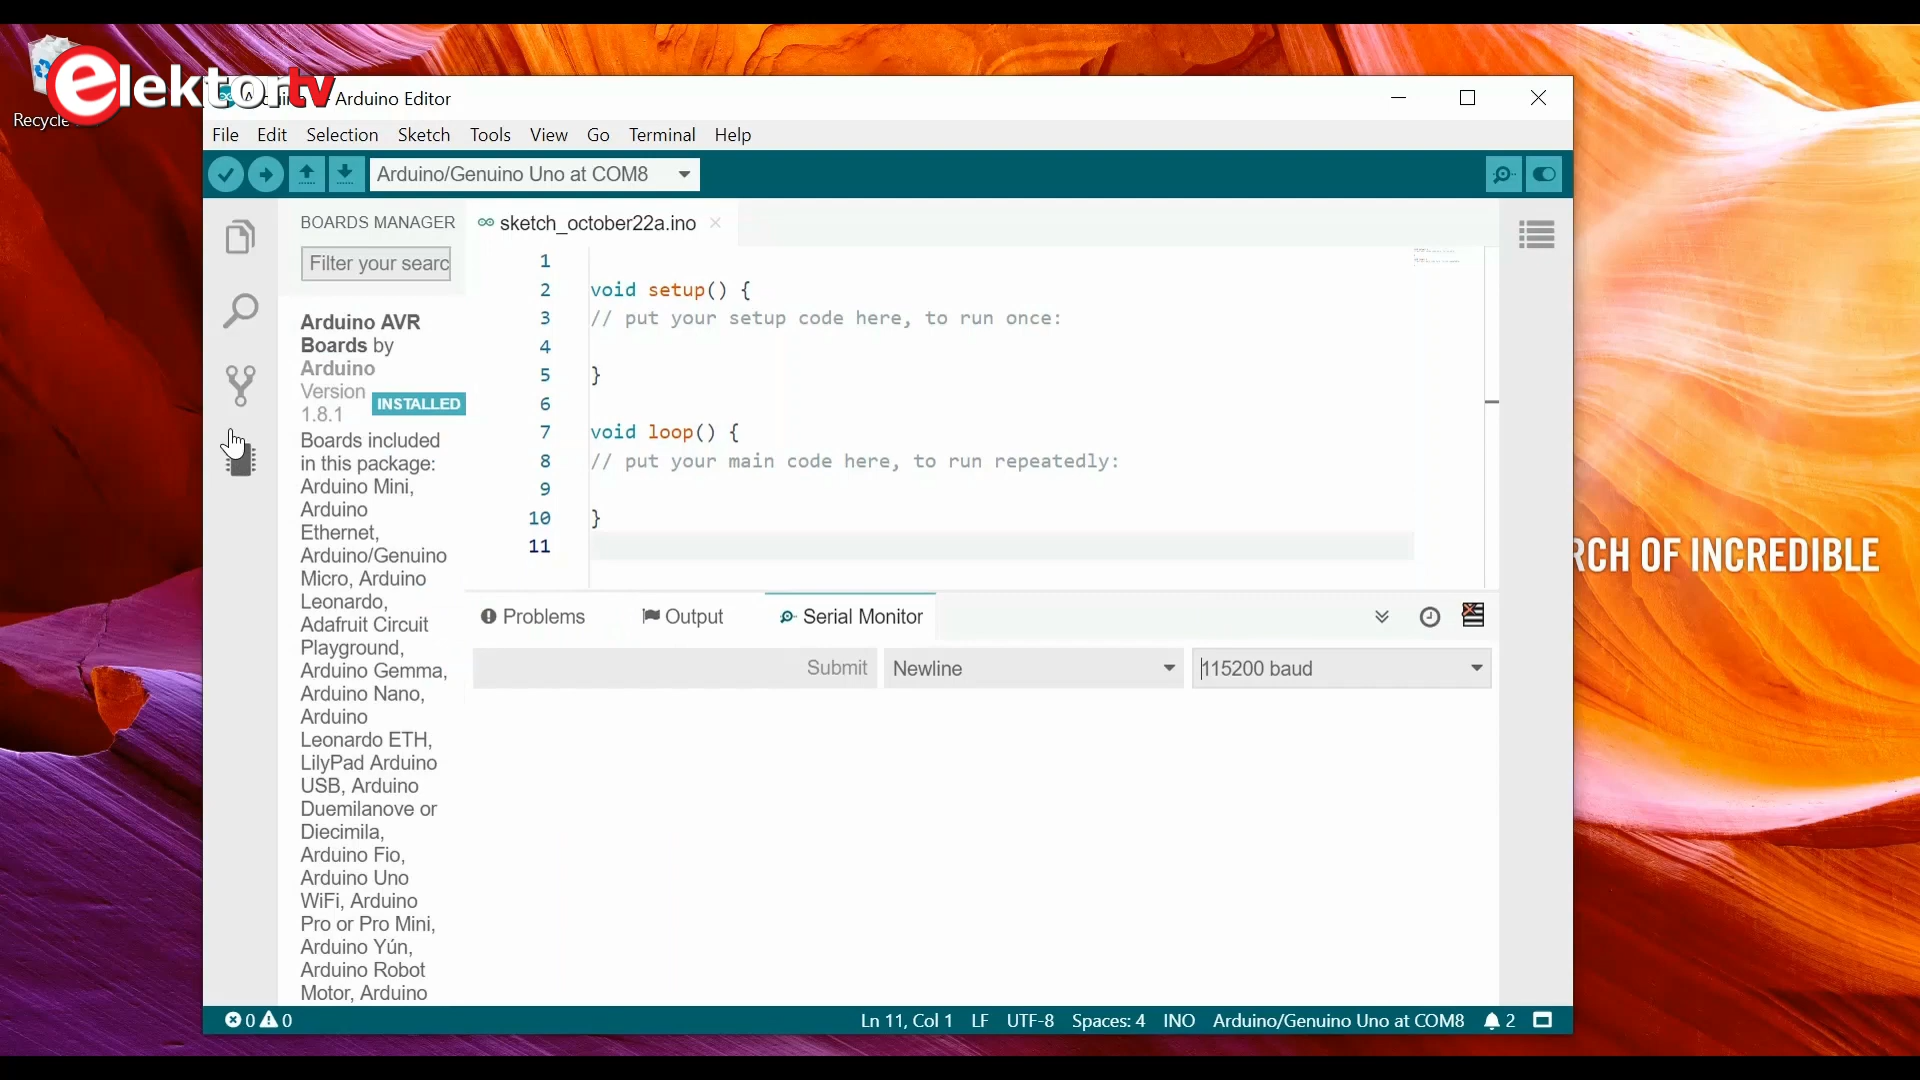 elektortv
Recycle
Arduino Editor
File Edit Selection Sketch Tools View Go Terminal Help
Arduino/Genuino Uno at COM8
BOARDS MANAGER
Filter your searc
Arduino AVR
Boards by
Arduino
Version
1.8.1
INSTALLED
Boards included
in this package:
Arduino Mini,
Arduino
Ethernet,
Arduino/Genuino
Micro, Arduino
Leonardo,
Adafruit Circuit
Playground,
Arduino Gemma,
Arduino Nano,
Arduino
Leonardo ETH,
LilyPad Arduino
USB, Arduino
Duemilanove or
Diecimila,
Arduino Fio,
Arduino Uno
WiFi, Arduino
Pro or Pro Mini,
Arduino Yún,
Arduino Robot
Motor, Arduino
sketch_october22a.ino
1
2 void setup() {
3 // put your setup code here, to run once:
4
5 }
6
7 void loop() {
8 // put your main code here, to run repeatedly:
9
10 }
11
Problems Output Serial Monitor
Submit Newline 115200 baud
RCH OF INCREDIBLE
0 0
Ln 11, Col 1 LF UTF-8 Spaces: 4 INO Arduino/Genuino Uno at COM8 2